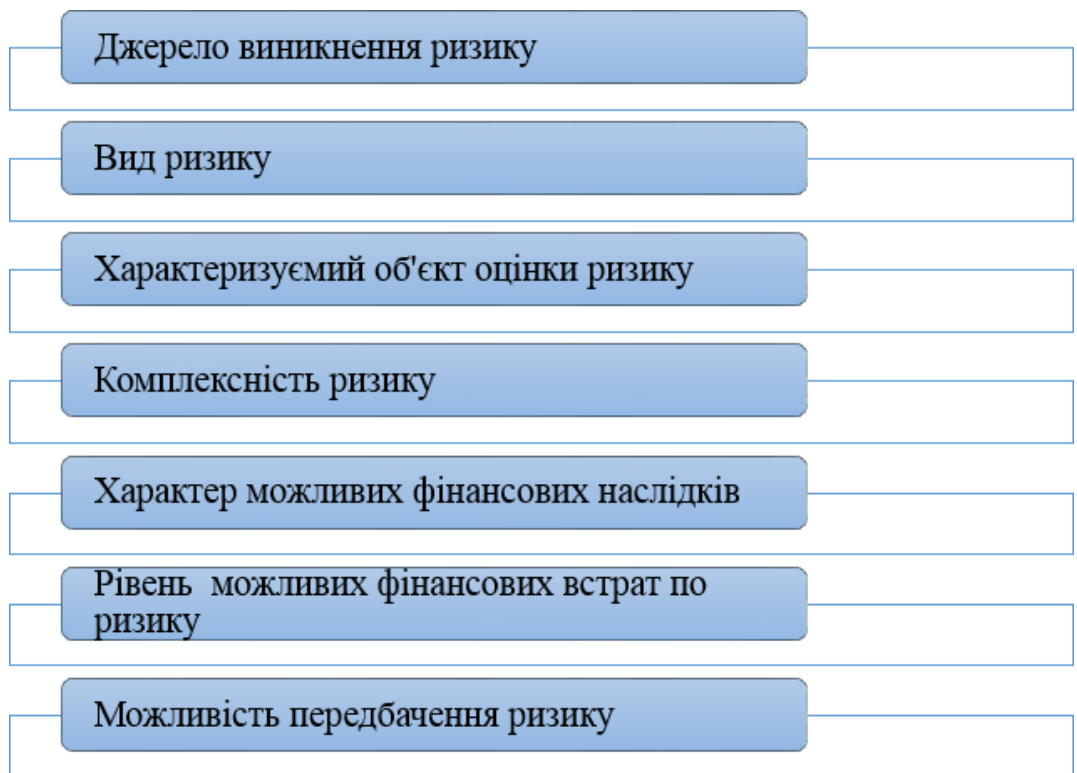 Джерело виникнення ризику
Вид ризику
Характеризуємий об'єкт оцінки ризику
Комплексність ризику
Характер можливих фінансових наслідків
Рівень можливих фінансових встрат по
ризику
Можливість передбачення ризику